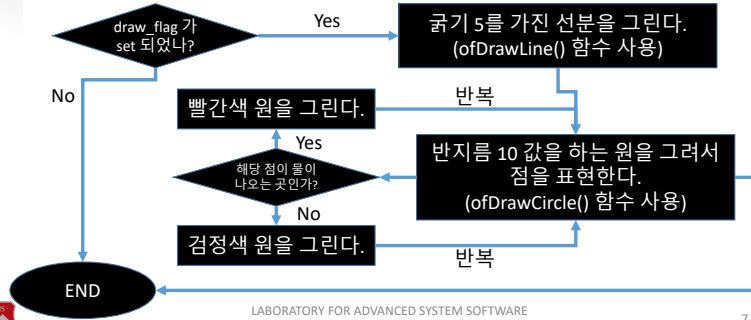 draw_flag 가
set 되었나?
Yes
굵기 5를 가진 선분을 그린다.
(ofDrawLine() 함수 사용)
No
반복
빨간색 원을 그린다.
Yes
해당 점이 물이
나오는 곳인가?
반지름 10 값을 하는 원을 그려서
점을 표현한다.
(ofDrawCircle() 함수 사용)
No
검정색 원을 그린다.
반복
END
LABORATORY FOR ADVANCED SYSTEM SOFTWARE
7